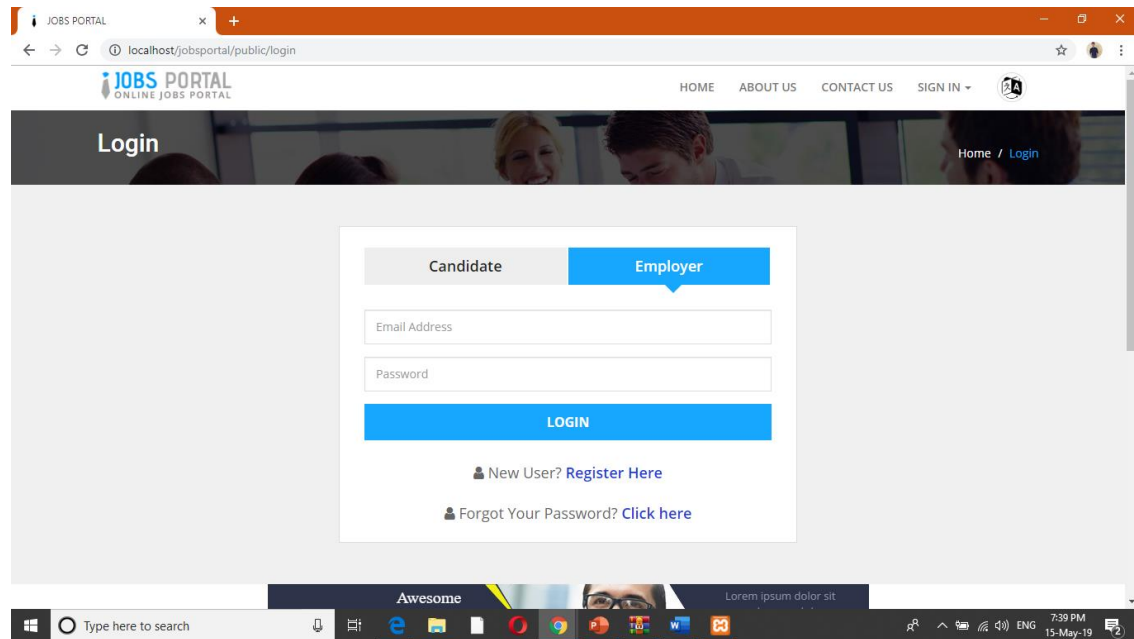 JOBS PORTAL
localhost/jobsportal/public/login
JOBS PORTAL
ONLINE JOBS PORTAL
HOME ABOUT US CONTACT US SIGN IN
Login
Home / Login
Candidate Employer
Email Address
Password
LOGIN
New User? Register Here
Forgot Your Password? Click here
Awesome Lorem ipsum dolor sit
Type here to search
ENG
7:39 PM
15-May-19
2